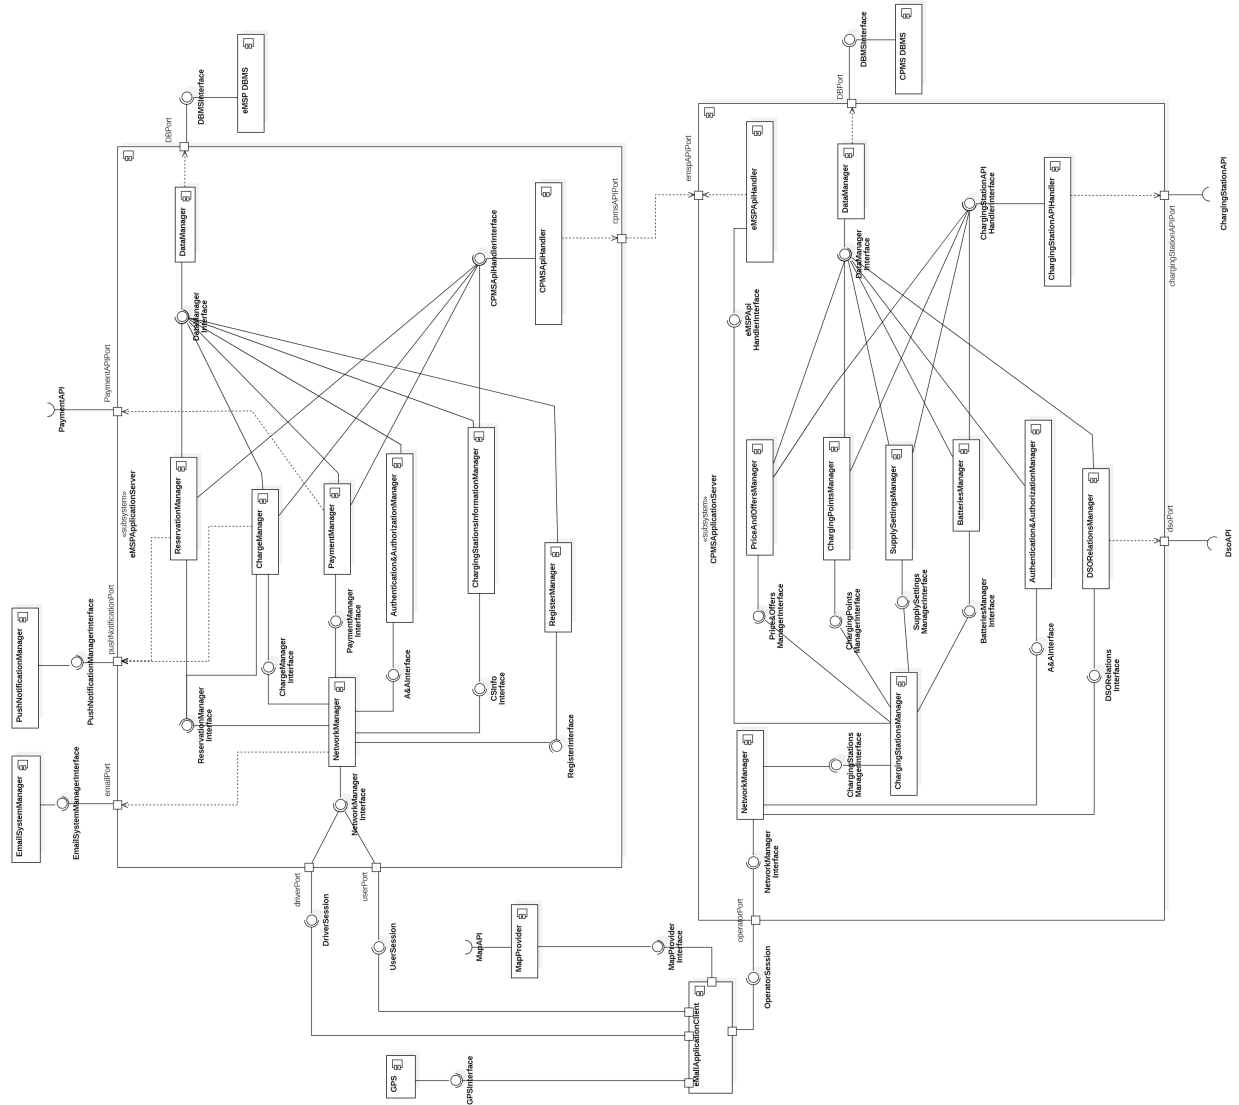 PushNotificationManager
PushNotificationManagerInterface
pushNotificationPort
EmailSystemManager
EmailSystemManagerInterface
emailPort
PaymentAPI
PaymentAPIPort
«subsystem»
eMSPApplicationServer
DBPort
DBMSInterface
eMSP DBMS
DataManager
DataManager
Interface
CPMSApiHandlerInterface
CPMSApiHandler
cpmsAPIPort
ReservationManager
ChargeManager
PaymentManager
Authentication&AuthorizationManager
ChargingStationsInformationManager
RegisterManager
ReservationManager
Interface
ChargeManager
Interface
PaymentManager
Interface
A&AInterface
CSInfo
Interface
RegisterInterface
NetworkManager
NetworkManager
Interface
driverPort
userPort
DriverSession
UserSession
MapAPI
MapProvider
MapProvider
Interface
GPS
GPSInterface
eMallApplicationClient
OperatorSession
operatorPort
«subsystem»
CPMSApplicationServer
emspAPIPort
eMSPApiHandler
eMSPApi
HandlerInterface
DBPort
DBMSInterface
CPMS DBMS
DataManager
DataManager
Interface
ChargingStationAPI
HandlerInterface
ChargingStationAPIHandler
chargingStationAPIPort
ChargingStationAPI
PriceAndOffersManager
ChargingPointsManager
SupplySettingsManager
BatteriesManager
Authentication&AuthorizationManager
DSORelationsManager
dsoPort
DsoAPI
Price&Offers
ManagerInterface
ChargingPoints
ManagerInterface
SupplySettings
ManagerInterface
BatteriesManager
Interface
A&AInterface
DSORelations
Interface
ChargingStationsManager
ChargingStations
ManagerInterface
NetworkManager
NetworkManager
Interface